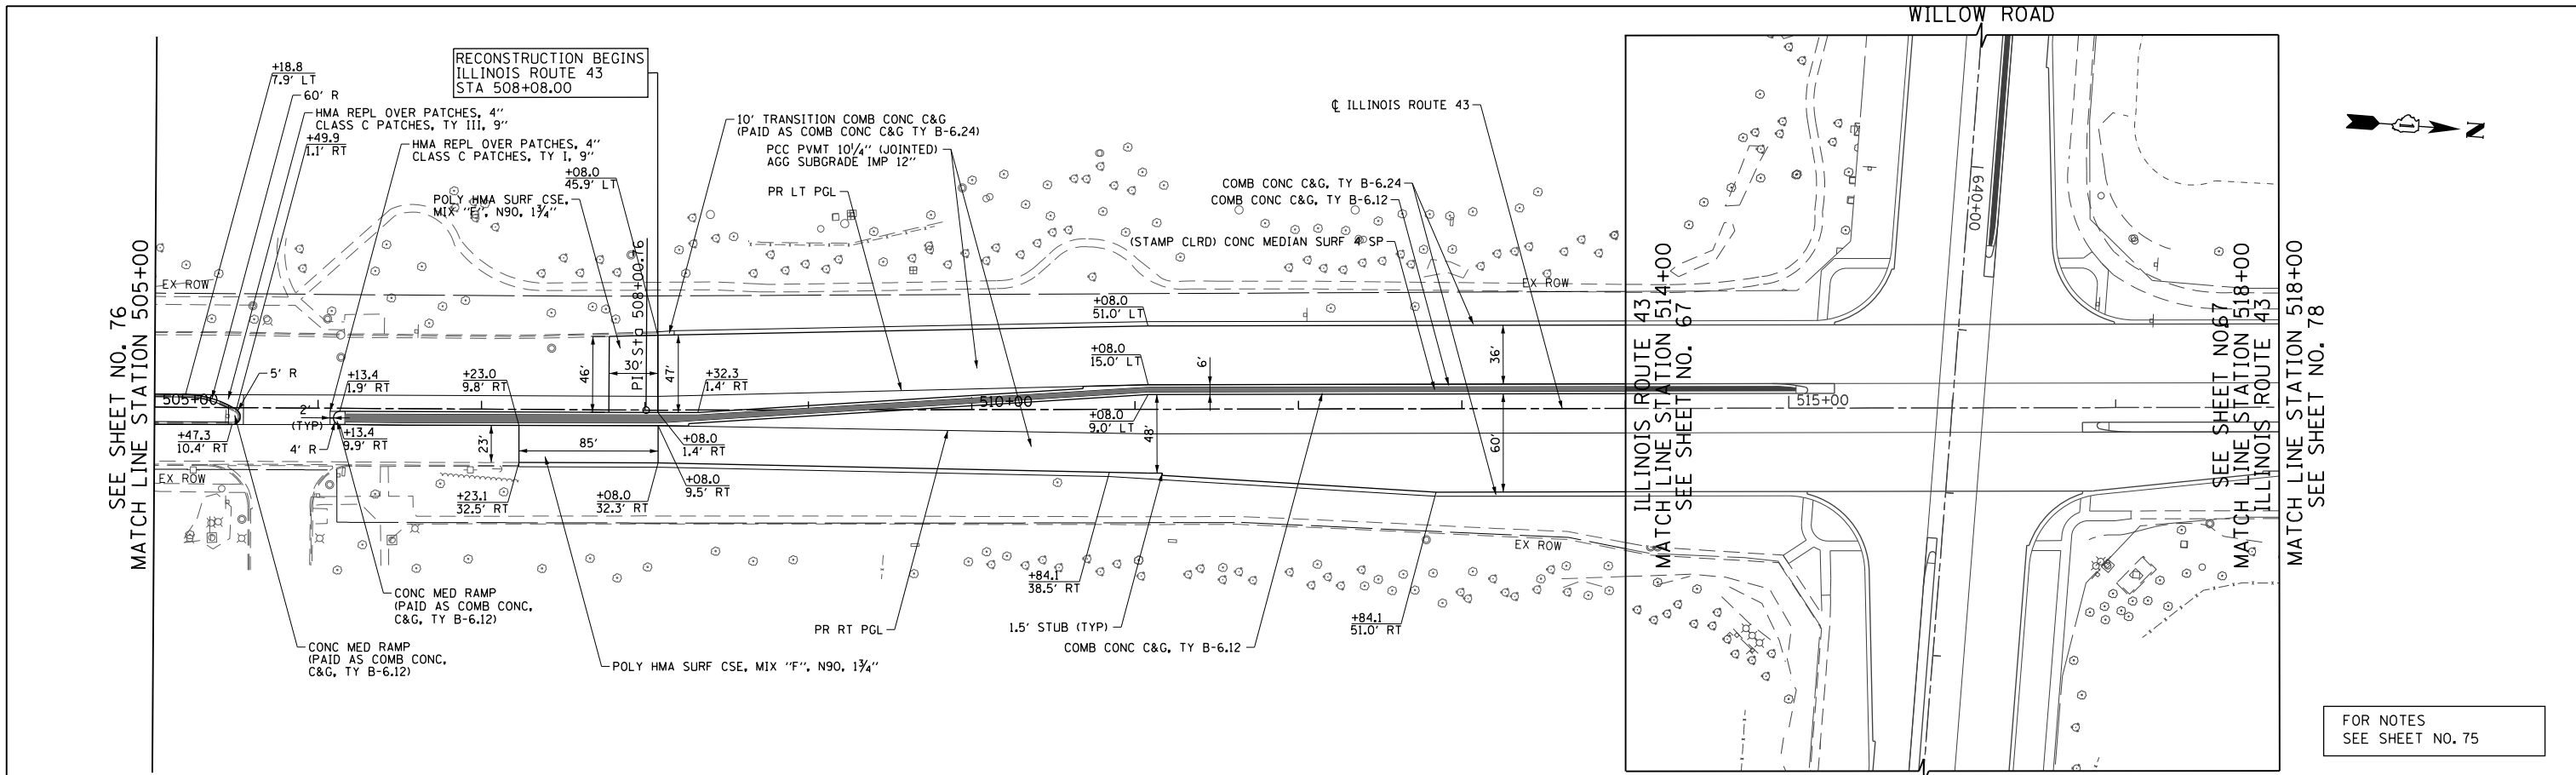 WILLOW ROAD
RECONSTRUCTION BEGINS
ILLINOIS ROUTE 43
STA 508+08.00
+18.8
7.9' LT
60' R
HMA REPL OVER PATCHES, 4"
CLASS C PATCHES, TY III, 9"
+49.9
1.1' RT
HMA REPL OVER PATCHES, 4"
CLASS C PATCHES, TY I, 9"
+08.0
45.9' LT
POLY HMA SURF CSE,
MIX "F", N90, 1¾"
10' TRANSITION COMB CONC C&G
(PAID AS COMB CONC C&G TY B-6.24)
PCC PVMT 10¼" (JOINTED)
AGG SUBGRADE IMP 12"
PR LT PGL
℄ ILLINOIS ROUTE 43
COMB CONC C&G, TY B-6.24
COMB CONC C&G, TY B-6.12
(STAMP CLRD) CONC MEDIAN SURF 4 SP
N
640+00
SEE SHEET NO. 76
MATCH LINE STATION 505+00
EX ROW
EX ROW
PI Sta 508+00.76
+08.0
51.0' LT
+08.0
15.0' LT
6'
36'
46'
30'
47'
5' R
+13.4
1.9' RT
+23.0
9.8' RT
+32.3
1.4' RT
505+00
2'
(TYP)
510+00
515+00
+47.3
10.4' RT
4' R
+13.4
9.9' RT
23'
85'
+08.0
1.4' RT
+08.0
9.0' LT
48'
60'
EX ROW
+23.1
32.5' RT
+08.0
32.3' RT
+08.0
9.5' RT
EX ROW
+84.1
38.5' RT
+84.1
51.0' RT
CONC MED RAMP
(PAID AS COMB CONC,
C&G, TY B-6.12)
CONC MED RAMP
(PAID AS COMB CONC,
C&G, TY B-6.12)
PR RT PGL
1.5' STUB (TYP)
COMB CONC C&G, TY B-6.12
POLY HMA SURF CSE, MIX "F", N90, 1¾"
ILLINOIS ROUTE 43
MATCH LINE STATION 514+00
SEE SHEET NO. 67
SEE SHEET NO67
MATCH LINE STATION 518+00
ILLINOIS ROUTE 43
MATCH LINE STATION 518+00
SEE SHEET NO. 78
FOR NOTES
SEE SHEET NO. 75